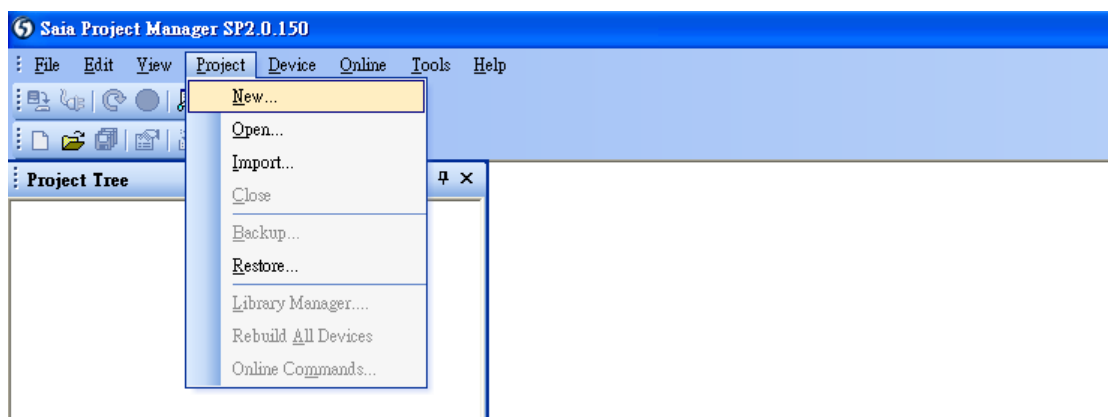 Saia Project Manager SP2.0.150
File Edit View Project Device Online Tools Help
New...
Open...
Import...
Project Tree
Close
Backup...
Restore...
Library Manager....
Rebuild All Devices
Online Commands...